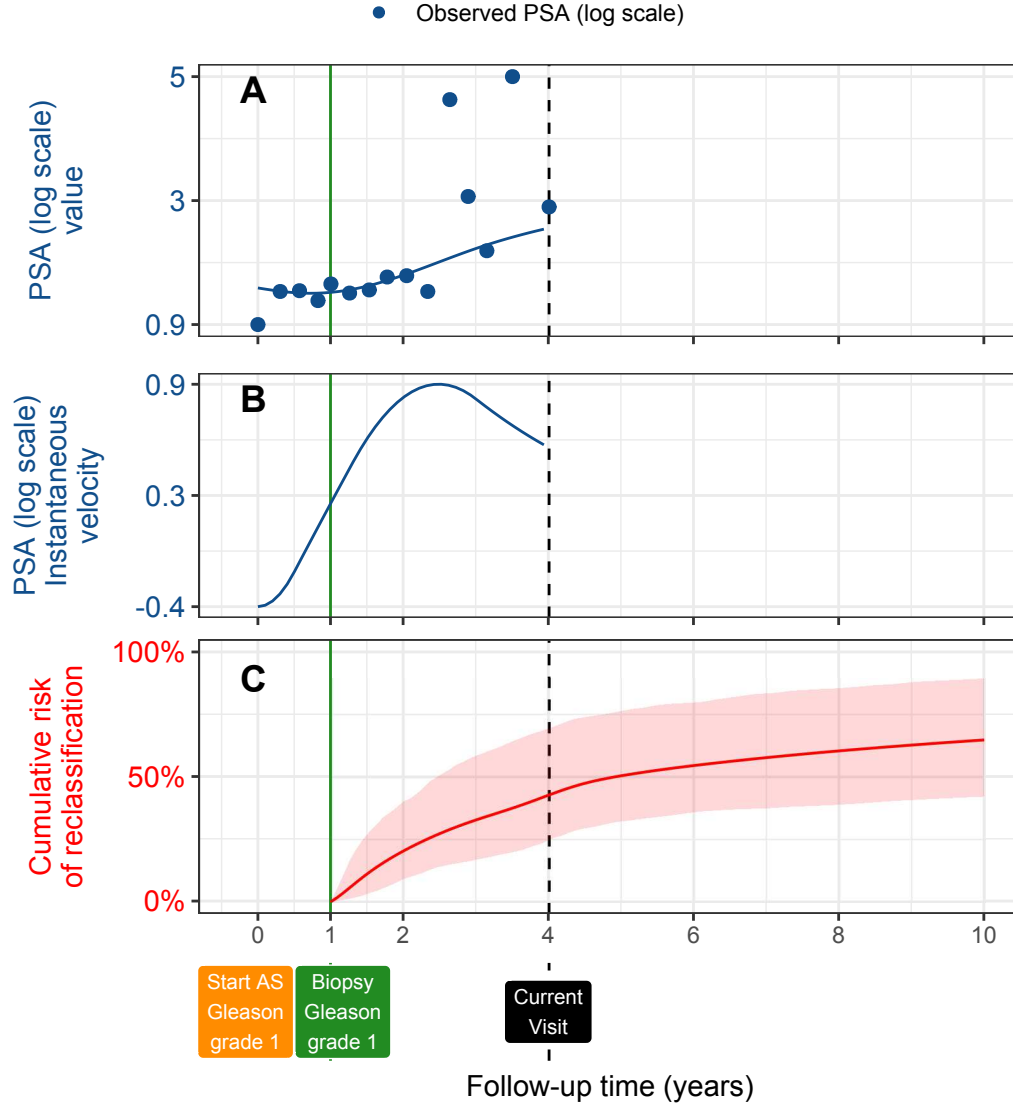 Observed PSA (log scale)
A
PSA (log scale)
value
5
3
0.9
B
PSA (log scale)
Instantaneous
velocity
0.9
0.3
-0.4
C
Cumulative risk
of reclassification
100%
50%
0%
0 1 2 4 6 8 10
Start AS
Gleason
grade 1
Biopsy
Gleason
grade 1
Current
Visit
Follow-up time (years)